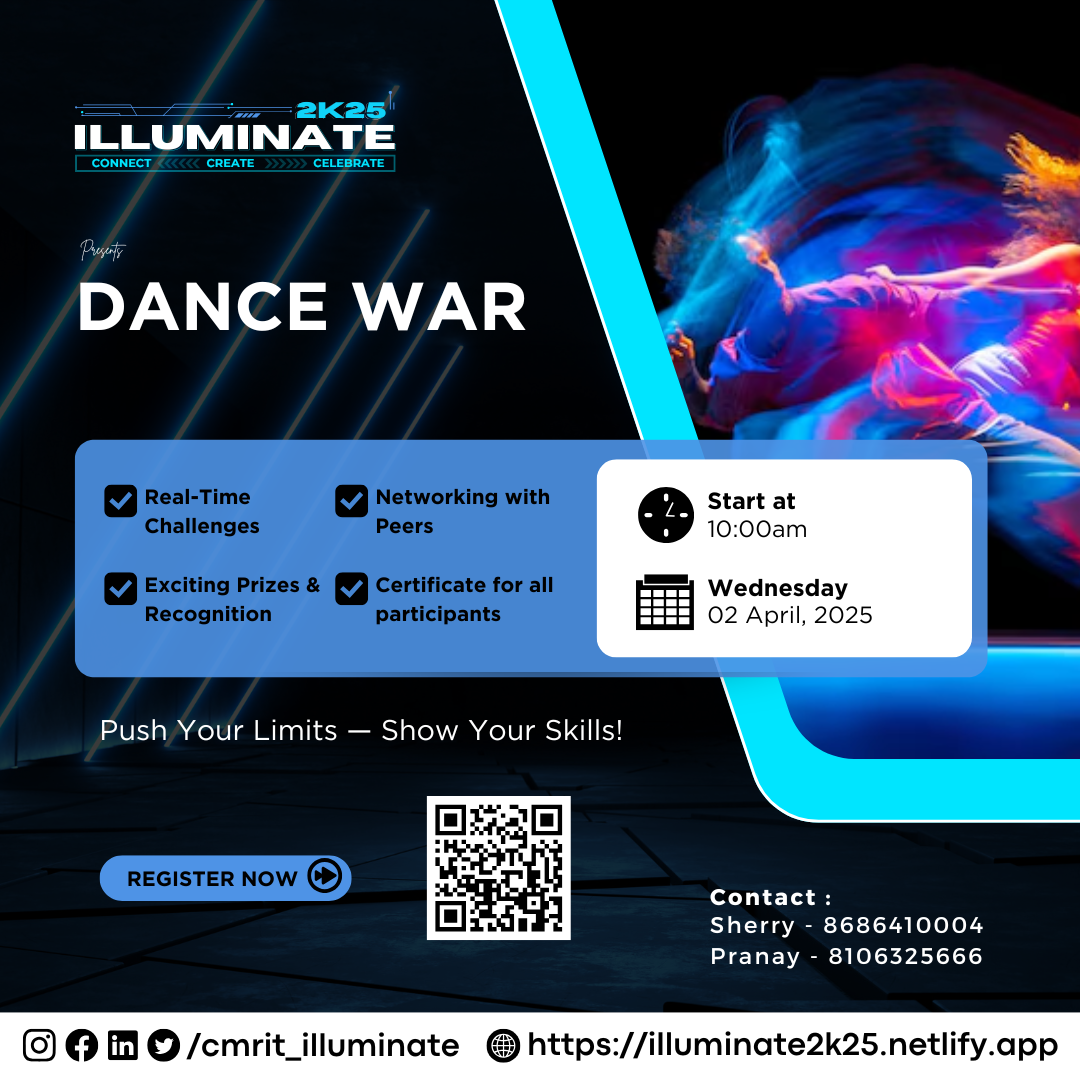 2K25
ILLUMINATE
CONNECT <<<<< CREATE >>>>> CELEBRATE
Presents
DANCE WAR
Real-Time
Challenges
Networking with
Peers
Exciting Prizes &
Recognition
Certificate for all
participants
Start at
10:00am
Wednesday
02 April, 2025
Push Your Limits — Show Your Skills!
REGISTER NOW
Contact :
Sherry - 8686410004
Pranay - 8106325666
/cmrit_illuminate
https://illuminate2k25.netlify.app